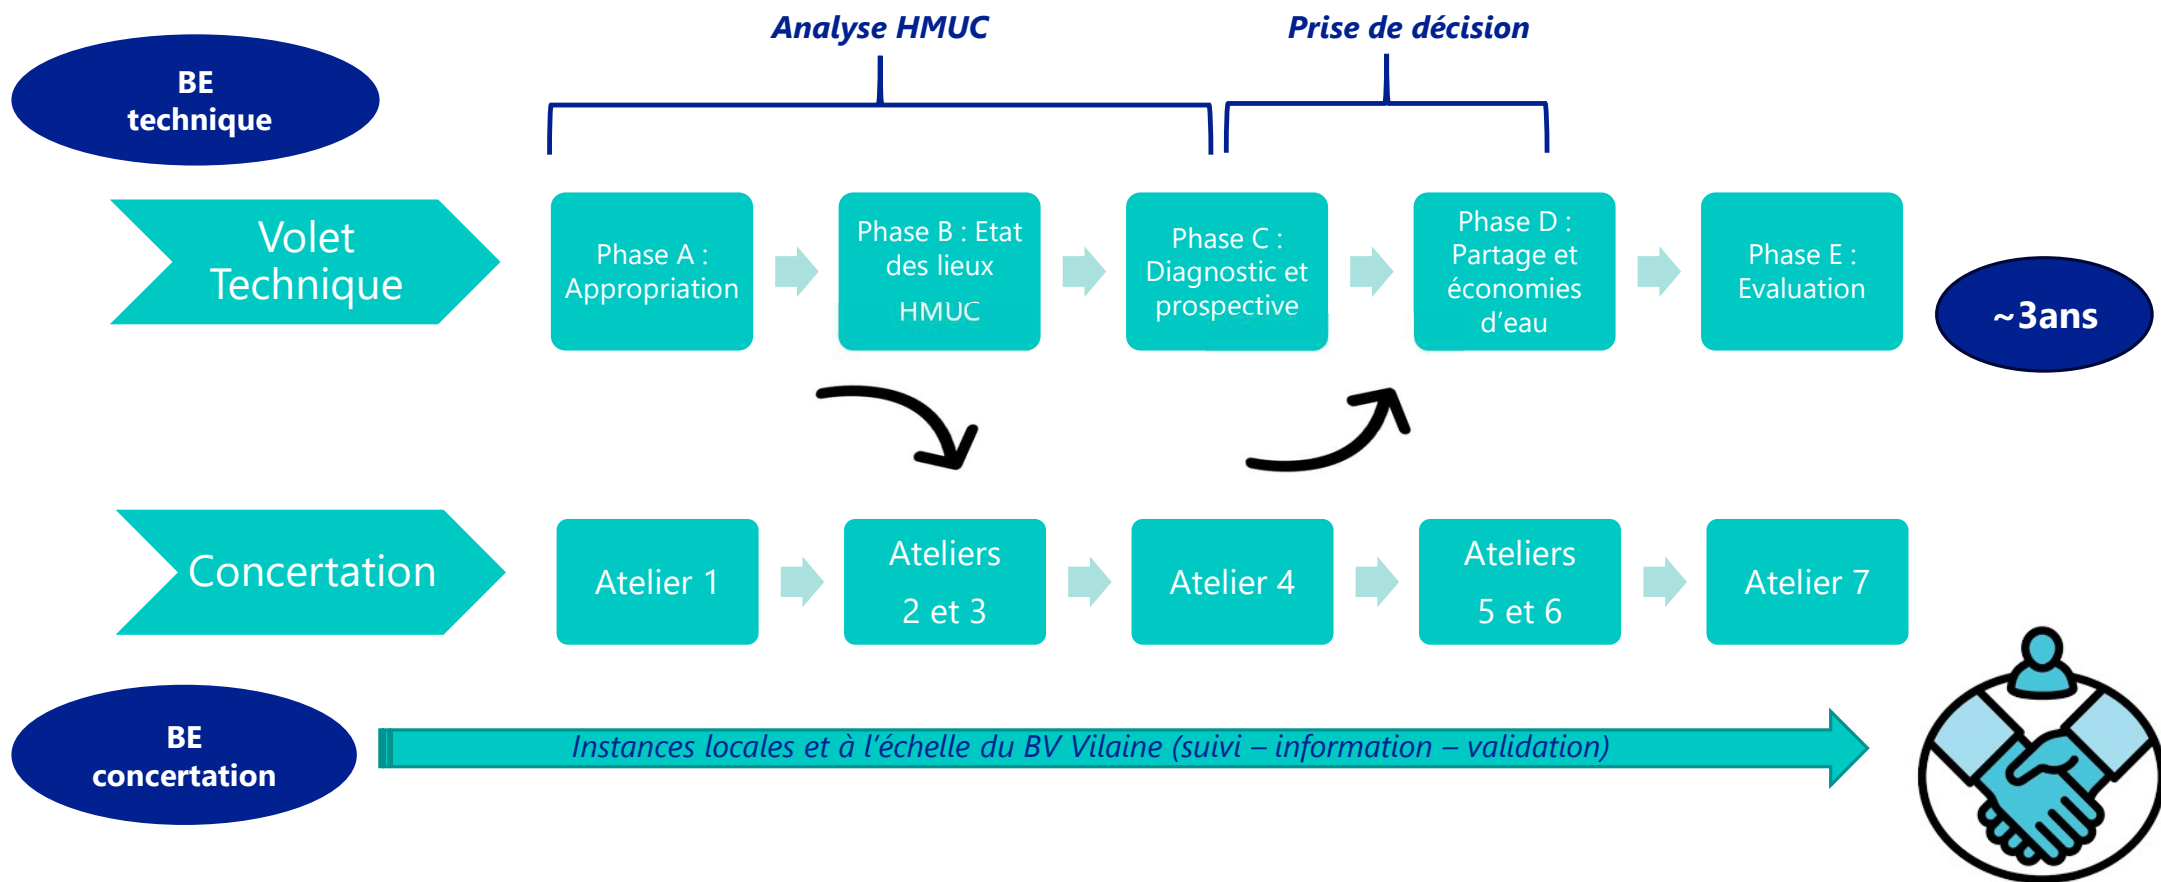 Analyse HMUC
Prise de décision
BE
technique
Volet
Technique
Phase A :
Appropriation
Phase B : Etat
des lieux
HMUC
Phase C :
Diagnostic et
prospective
Phase D :
Partage et
économies
d'eau
Phase E :
Evaluation
~3ans
Concertation
Atelier 1
Ateliers
2 et 3
Atelier 4
Ateliers
5 et 6
Atelier 7
BE
concertation
Instances locales et à l'échelle du BV Vilaine (suivi – information – validation)